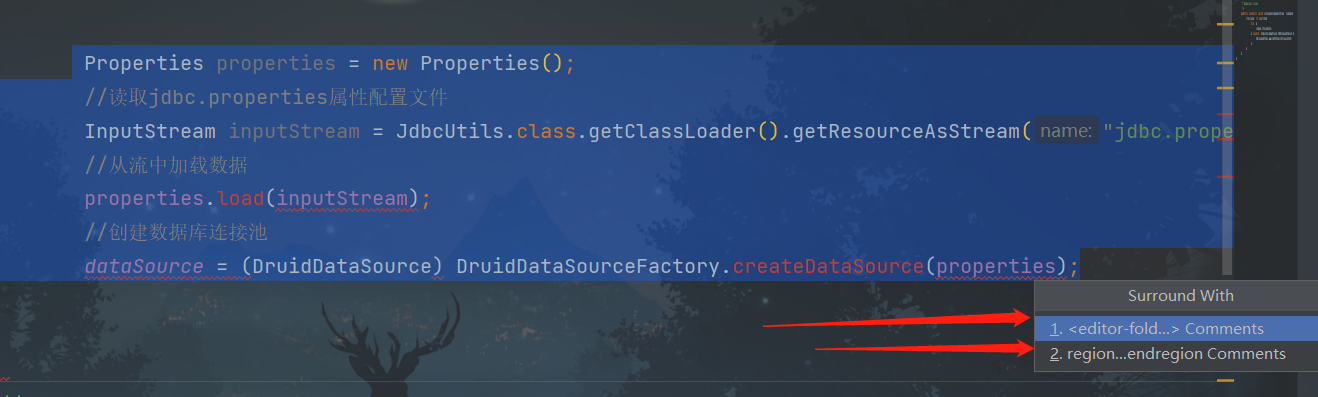 Properties properties = new Properties();
//读取jdbc.properties属性配置文件
InputStream inputStream = JdbcUtils.class.getClassLoader().getResourceAsStream( name: "jdbc.prope
//从流中加载数据
properties.load(inputStream);
//创建数据库连接池
dataSource = (DruidDataSource) DruidDataSourceFactory.createDataSource(properties);
Surround With
1. <editor-fold...> Comments
2. region...endregion Comments